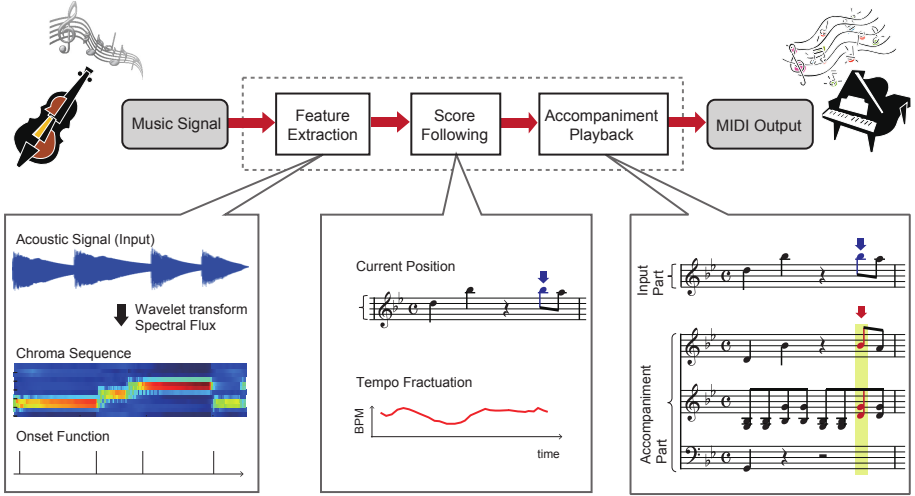 Music Signal
Feature
Extraction
Score
Following
Accompaniment
Playback
MIDI Output
Acoustic Signal (Input)
Wavelet transform
Spectral Flux
Chroma Sequence
Onset Function
Current Position
Tempo Fractuation
BPM
time
Input
Part
Accompaniment
Part